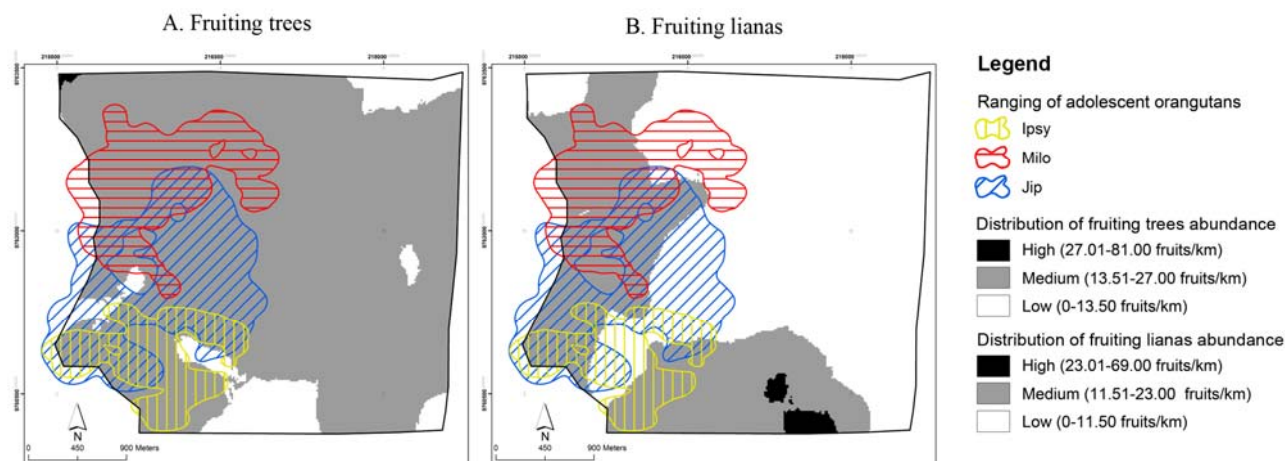 A. Fruiting trees
B. Fruiting lianas
Legend
Ranging of adolescent orangutans
Ipsy
Milo
Jip
Distribution of fruiting trees abundance
High (27.01-81.00 fruits/km)
Medium (13.51-27.00 fruits/km)
Low (0-13.50 fruits/km)
Distribution of fruiting lianas abundance
High (23.01-69.00 fruits/km)
Medium (11.51-23.00 fruits/km)
Low (0-11.50 fruits/km)
N
0 450 900 Meters
N
0 450 900 Meters